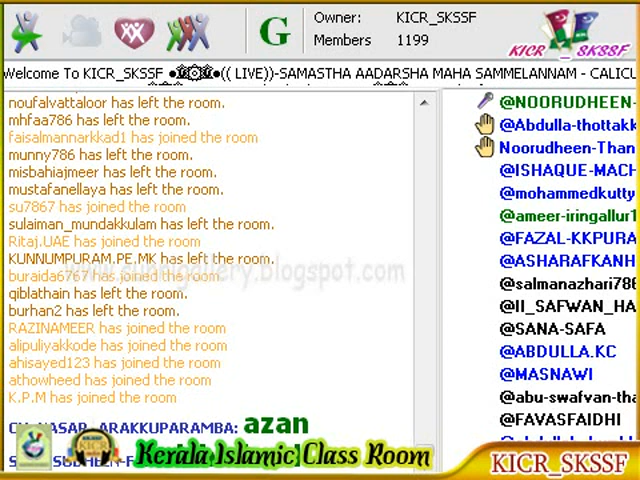 G
Owner: KICR_SKSSF
Members 1199
KICR SKSSF
Welcome To KICR_SKSSF ●۞● (( LIVE))-SAMASTHA AADARSHA MAHA SAMMELANNAM - CALIC
noufalvattaloor has left the room.
mhfaa786 has left the room.
faisalmannarkkad1 has joined the room
munny786 has left the room.
misbahiajmeer has left the room.
mustafanellaya has left the room.
su7867 has joined the room
sulaiman_mundakkulam has left the room.
Ritaj.UAE has joined the room
KUNNUMPURAM.PE.MK has left the room.
buraida6767 has joined the room
qiblathain has left the room.
burhan2 has left the room.
RAZINAMEER has joined the room
alipuliyakkode has joined the room
ahisayed123 has joined the room
athowheed has joined the room
K.P.M has joined the room
NASAR_ARAKKUPARAMBA: azan
@NOORUDHEEN-
@Abdulla-thottakk
Noorudheen-Than
@ISHAQUE-MACH
@mohammedkutty
@ameer-iringallur1
@FAZAL-KKPURA
@ASHARAFKANH
@salmanazhari786
@II_SAFWAN_HA
@SANA-SAFA
@ABDULLA.KC
@MASNAWI
@abu-swafvan-tha
@FAVASFAIDHI
Kerala Islamic Class Room
KICR_SKSSF